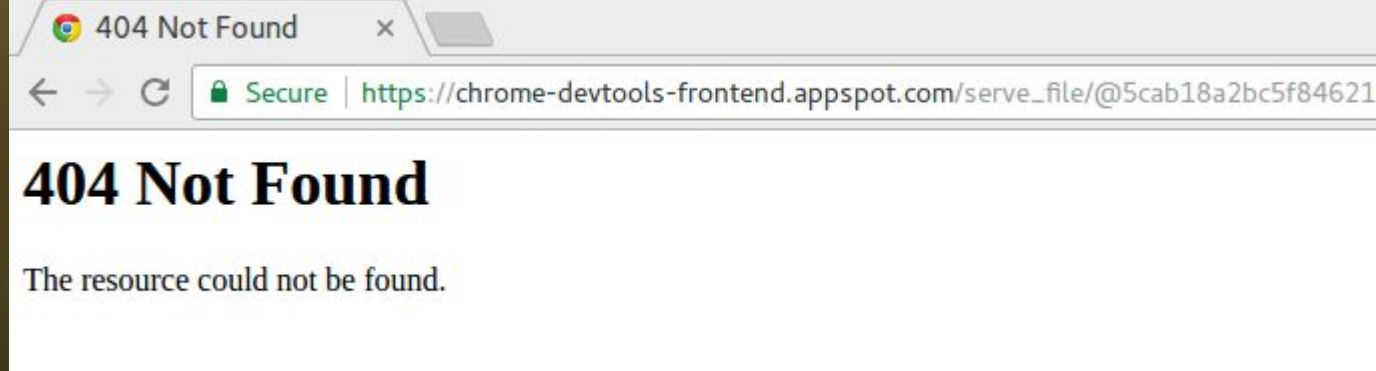 404 Not Found
Secure | https://chrome-devtools-frontend.appspot.com/serve_file/@5cab18a2bc5f84621
404 Not Found
The resource could not be found.